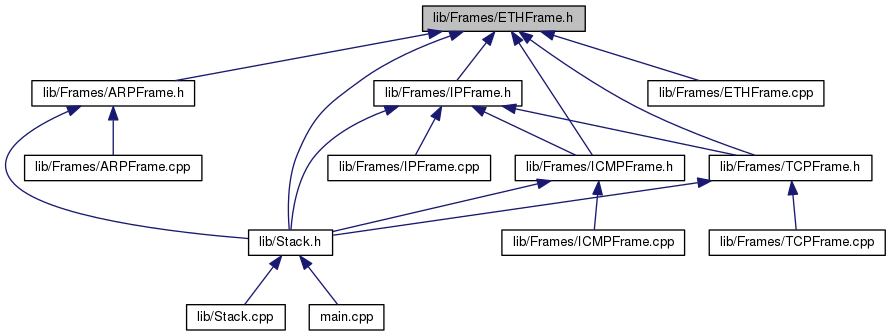 lib/Frames/ETHFrame.h
lib/Frames/ARPFrame.h
lib/Frames/IPFrame.h
lib/Frames/ETHFrame.cpp
lib/Frames/ARPFrame.cpp
lib/Frames/IPFrame.cpp
lib/Frames/ICMPFrame.h
lib/Frames/TCPFrame.h
lib/Stack.h
lib/Frames/ICMPFrame.cpp
lib/Frames/TCPFrame.cpp
lib/Stack.cpp
main.cpp